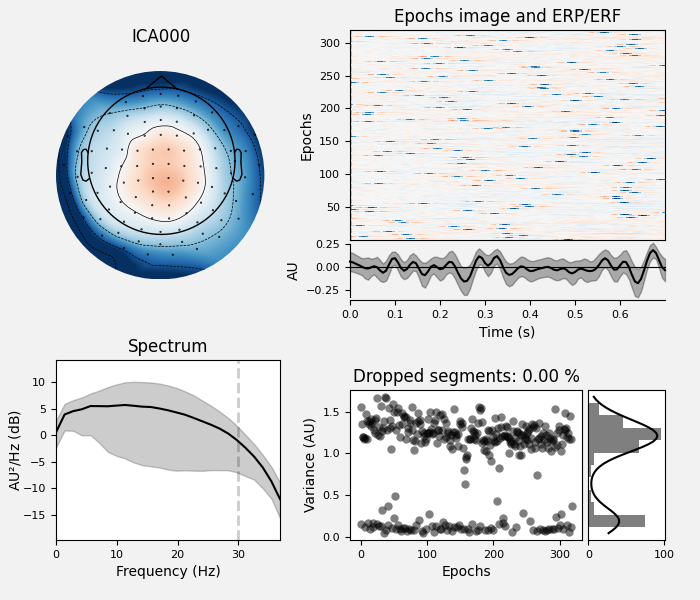 ICA000
Epochs image and ERP/ERF
300
250
200
150
100
50
Epochs
0.25
0.00
−0.25
AU
0.0 0.1 0.2 0.3 0.4 0.5 0.6
Time (s)
Spectrum
10
5
0
−5
−10
−15
AU²/Hz (dB)
0 10 20 30
Frequency (Hz)
Dropped segments: 0.00 %
1.5
1.0
0.5
0.0
Variance (AU)
0 100 200 300
Epochs
0 100